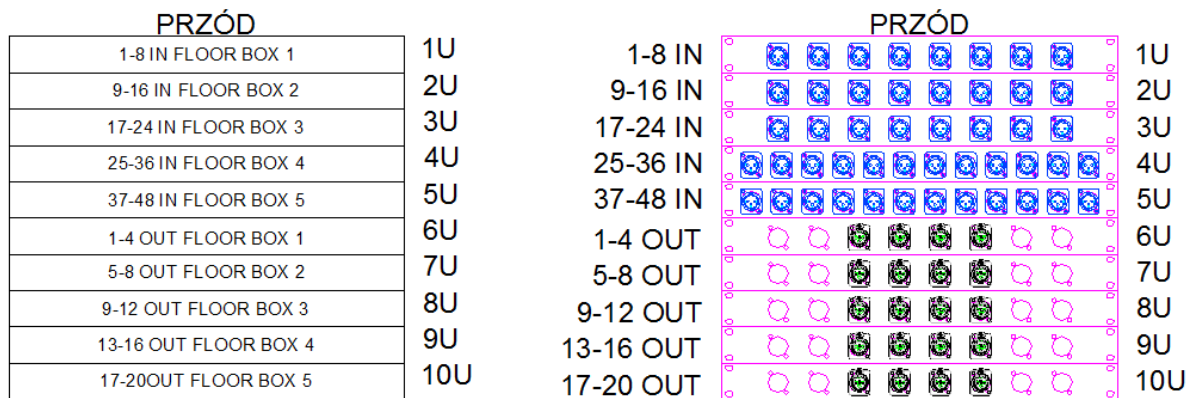 PRZÓD
1-8 IN FLOOR BOX 1 1U
9-16 IN FLOOR BOX 2 2U
17-24 IN FLOOR BOX 3 3U
25-36 IN FLOOR BOX 4 4U
37-48 IN FLOOR BOX 5 5U
1-4 OUT FLOOR BOX 1 6U
5-8 OUT FLOOR BOX 2 7U
9-12 OUT FLOOR BOX 3 8U
13-16 OUT FLOOR BOX 4 9U
17-20OUT FLOOR BOX 5 10U
PRZÓD
1-8 IN 1U
9-16 IN 2U
17-24 IN 3U
25-36 IN 4U
37-48 IN 5U
1-4 OUT 6U
5-8 OUT 7U
9-12 OUT 8U
13-16 OUT 9U
17-20 OUT 10U